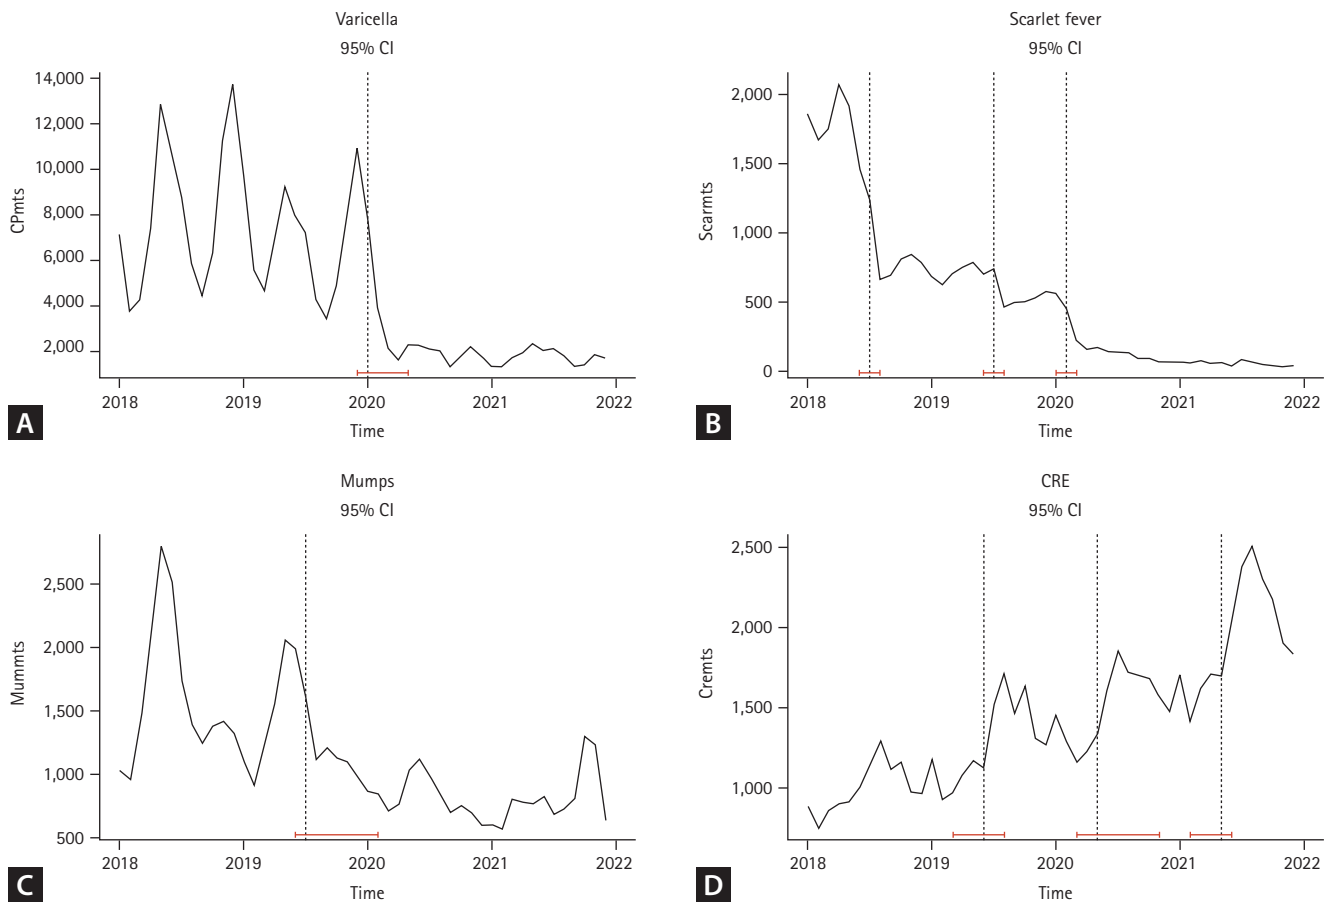 Varicella
95% CI
14,000
12,000
10,000
8,000
6,000
4,000
2,000
CPmts
2018 2019 2020 2021 2022
Time
A
Scarlet fever
95% CI
2,000
1,500
1,000
500
0
Scarmts
2018 2019 2020 2021 2022
Time
B
Mumps
95% CI
2,500
2,000
1,500
1,000
500
Mummts
2018 2019 2020 2021 2022
Time
C
CRE
95% CI
2,500
2,000
1,500
1,000
Cremts
2018 2019 2020 2021 2022
Time
D